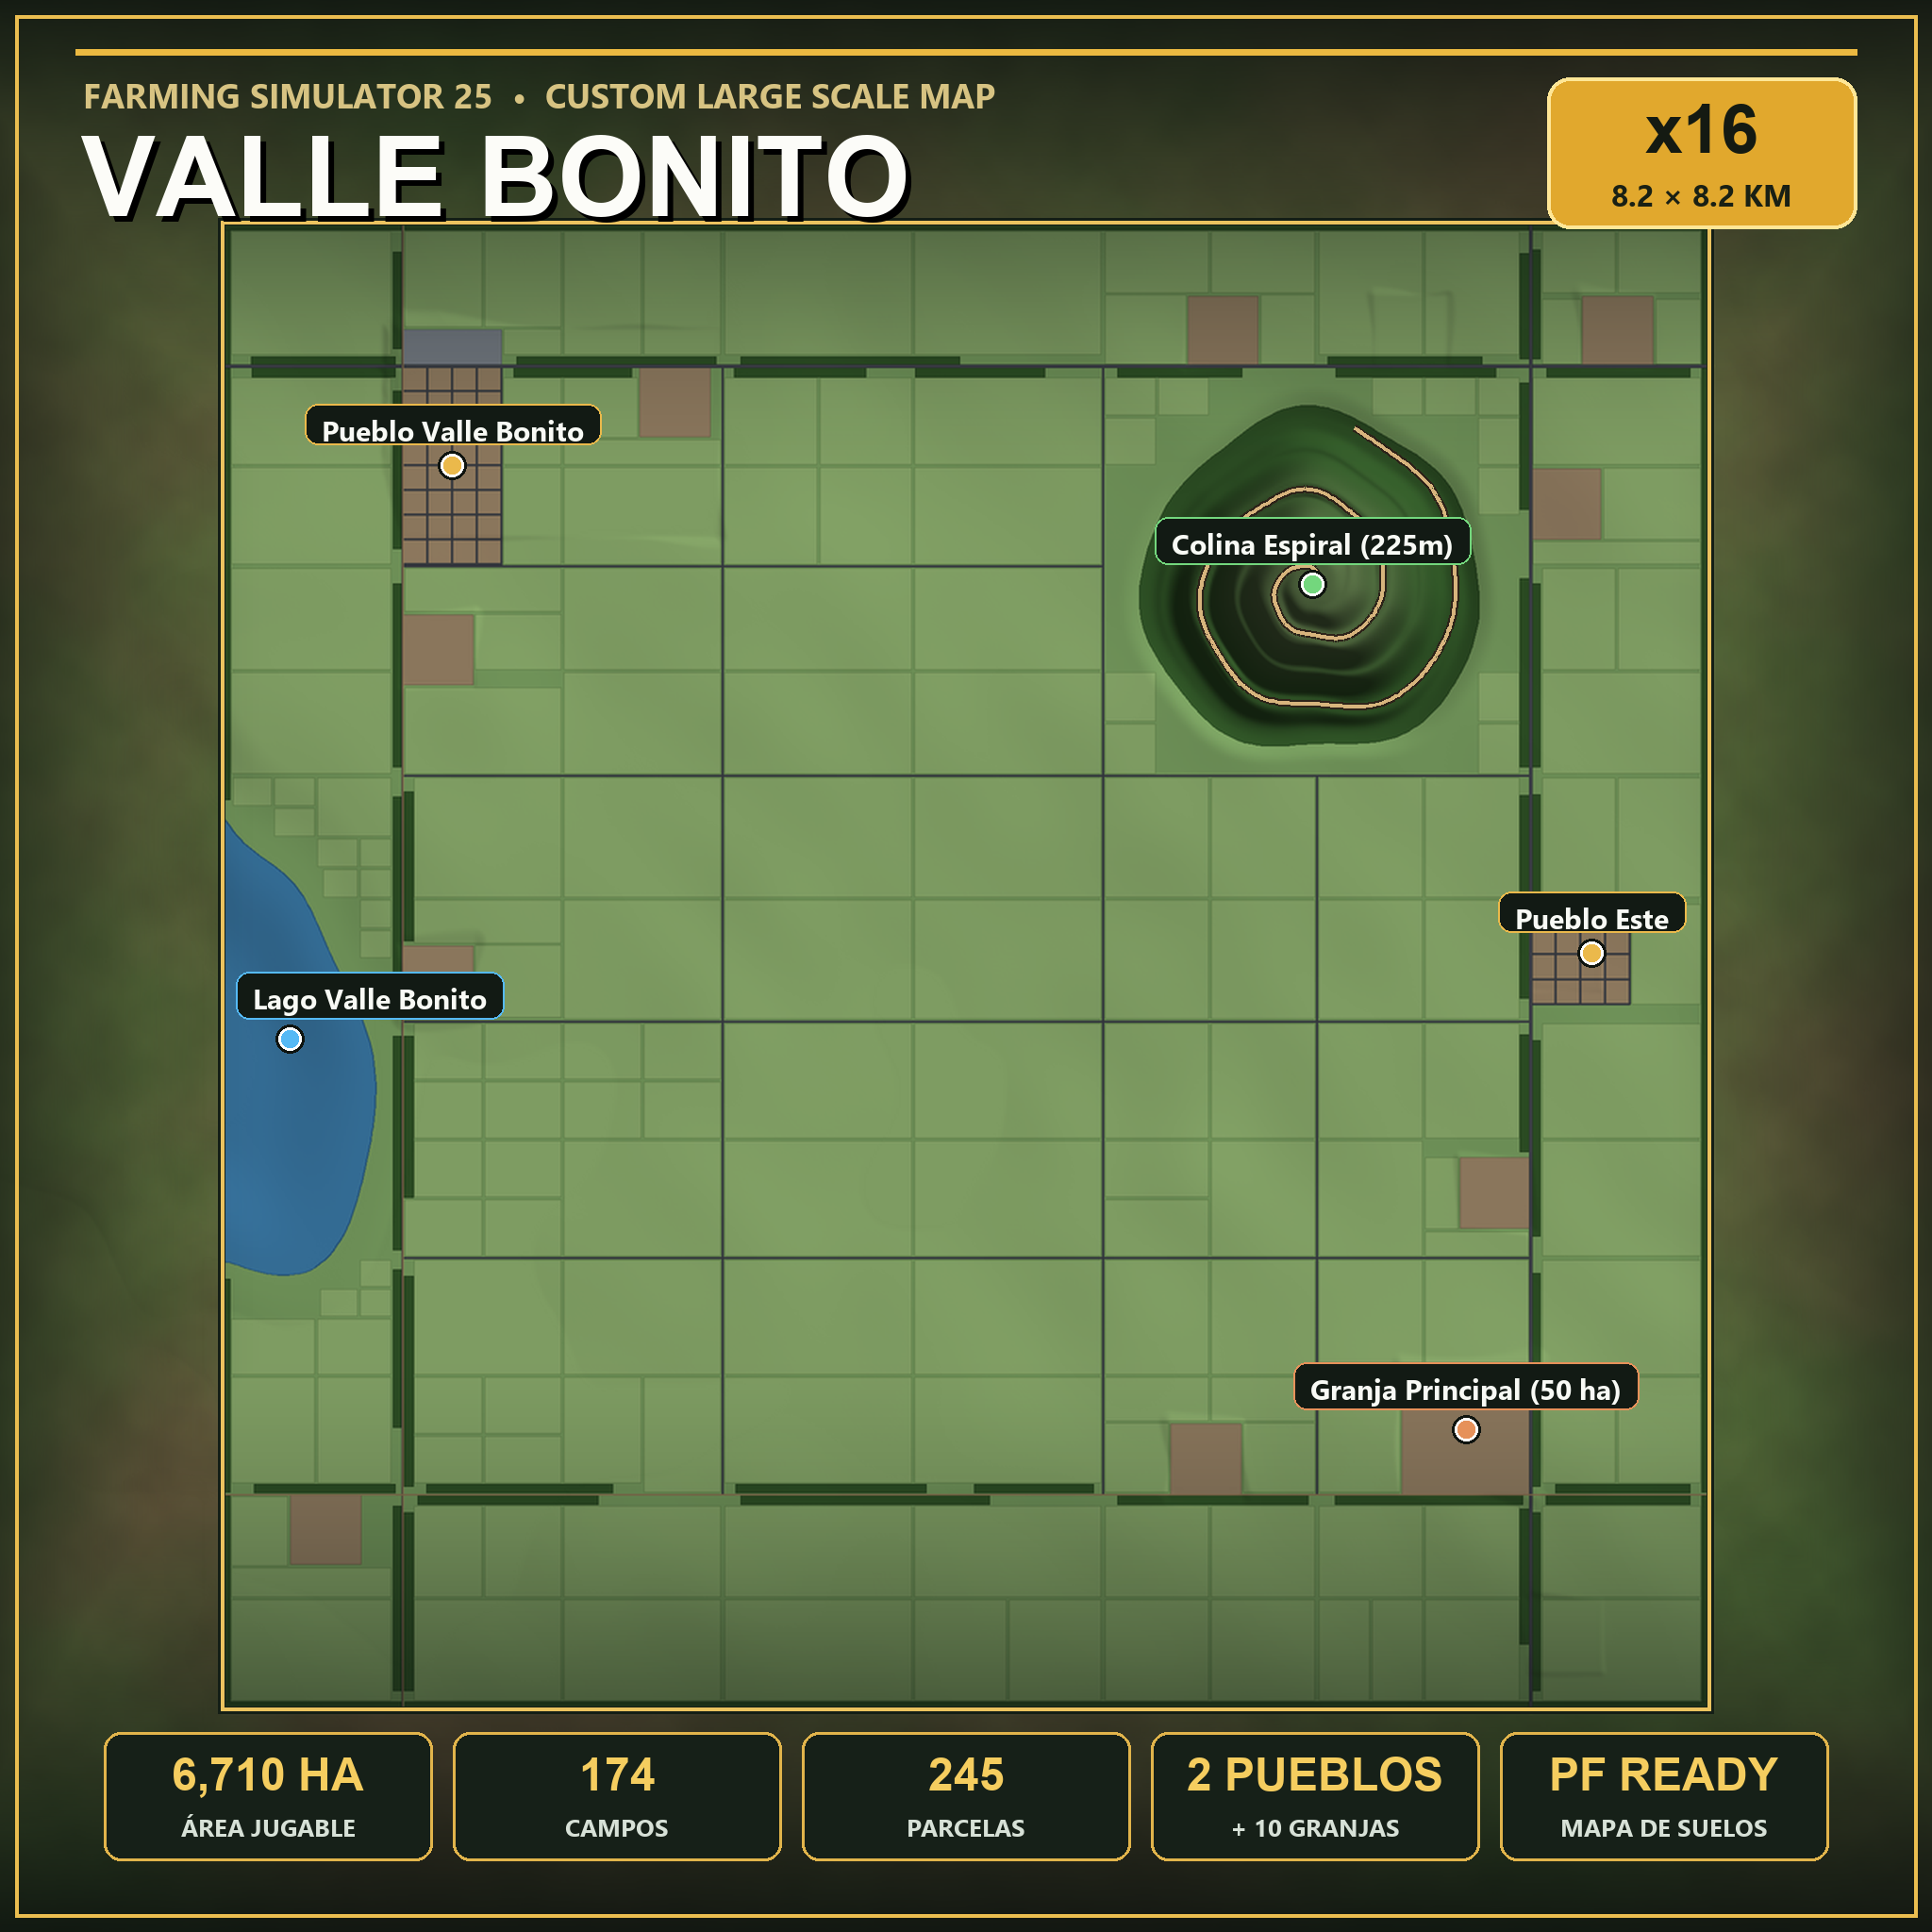 FARMING SIMULATOR 25 • CUSTOM LARGE SCALE MAP
VALLE BONITO
x16
8.2 × 8.2 KM
Pueblo Valle Bonito
Colina Espiral (225m)
Pueblo Este
Lago Valle Bonito
Granja Principal (50 ha)
6,710 HA
ÁREA JUGABLE
174
CAMPOS
245
PARCELAS
2 PUEBLOS
+ 10 GRANJAS
PF READY
MAPA DE SUELOS